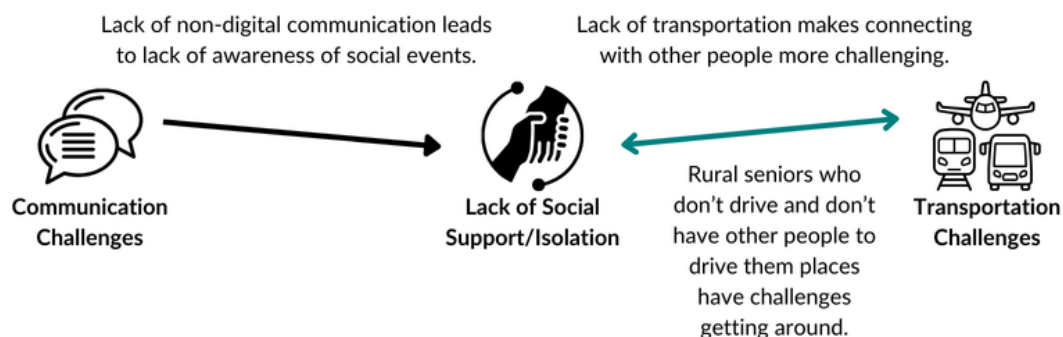 Lack of non-digital communication leads
to lack of awareness of social events.
Lack of transportation makes connecting
with other people more challenging.
Communication
Challenges
Lack of Social
Support/Isolation
Rural seniors who
don’t drive and don’t
have other people to
drive them places
have challenges
getting around.
Transportation
Challenges